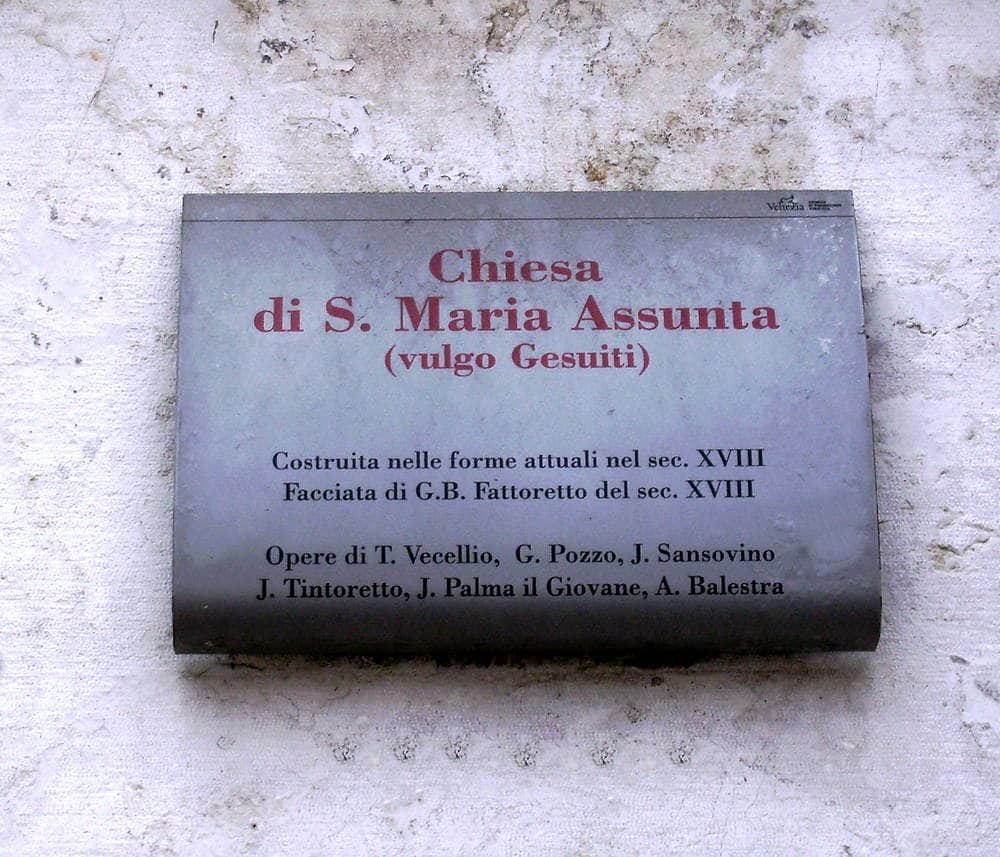 Venezia
Chiesa
di S. Maria Assunta
(vulgo Gesuiti)
Costruita nelle forme attuali nel sec. XVIII
Facciata di G.B. Fattoretto del sec. XVIII
Opere di T. Vecellio, G. Pozzo, J. Sansovino
J. Tintoretto, J. Palma il Giovane, A. Balestra